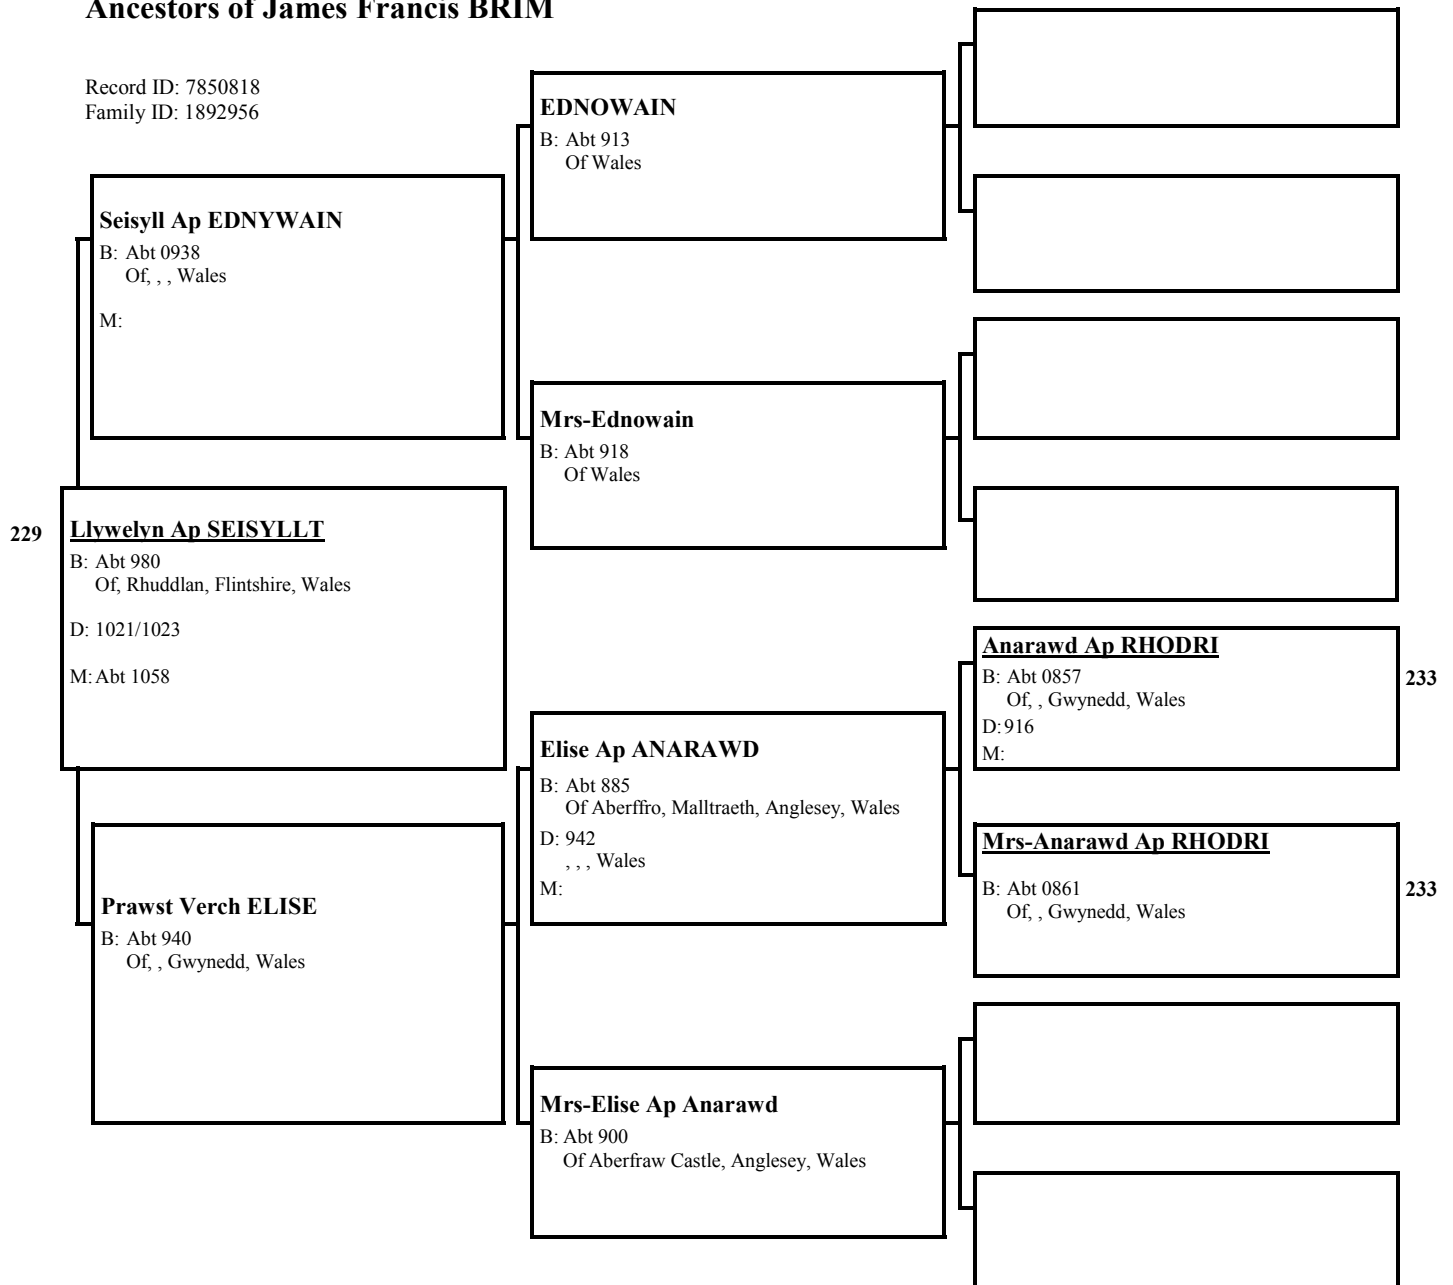 Ancestors of James Francis BRIM
Record ID: 7850818
Family ID: 1892956
EDNOWAIN
B: Abt 913
Of Wales
Seisyll Ap EDNYWAIN
B: Abt 0938
Of, , , Wales
M:
Mrs-Ednowain
B: Abt 918
Of Wales
229
Llywelyn Ap SEISYLLT
B: Abt 980
Of, Rhuddlan, Flintshire, Wales
D: 1021/1023
M: Abt 1058
Anarawd Ap RHODRI
B: Abt 0857
Of, , Gwynedd, Wales
D: 916
M:
233
Elise Ap ANARAWD
B: Abt 885
Of Aberffro, Malltraeth, Anglesey, Wales
D: 942
, , , Wales
M:
Mrs-Anarawd Ap RHODRI
B: Abt 0861
Of, , Gwynedd, Wales
233
Prawst Verch ELISE
B: Abt 940
Of, , Gwynedd, Wales
Mrs-Elise Ap Anarawd
B: Abt 900
Of Aberfraw Castle, Anglesey, Wales